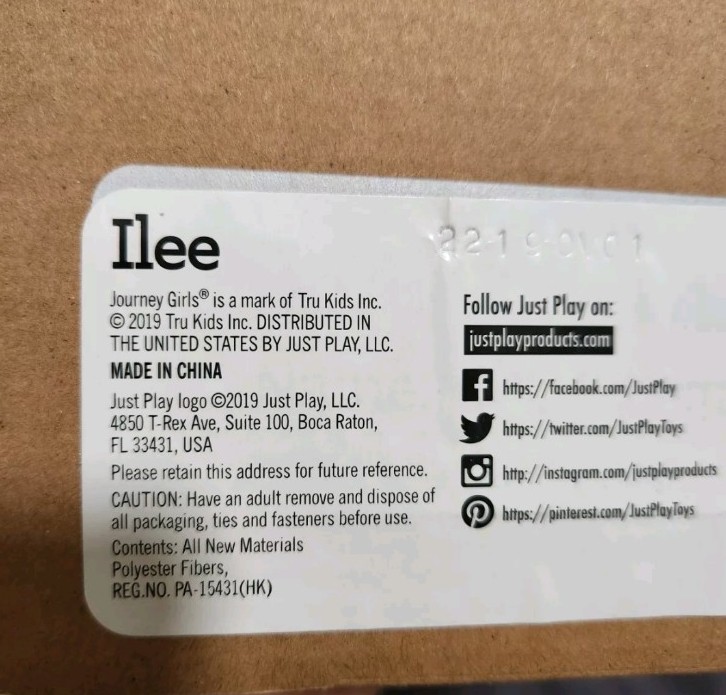 Ilee
Journey Girls® is a mark of Tru Kids Inc.
© 2019 Tru Kids Inc. DISTRIBUTED IN
THE UNITED STATES BY JUST PLAY, LLC.
MADE IN CHINA
Just Play logo ©2019 Just Play, LLC.
4850 T-Rex Ave, Suite 100, Boca Raton,
FL 33431, USA
Please retain this address for future reference.
CAUTION: Have an adult remove and dispose of
all packaging, ties and fasteners before use.
Contents: All New Materials
Polyester Fibers,
REG.NO. PA-15431(HK)
Follow Just Play on:
justplayproducts.com
https://facebook.com/JustPlay
https://twitter.com/JustPlayToys
http://instagram.com/justplayproducts
https://pinterest.com/JustPlayToys